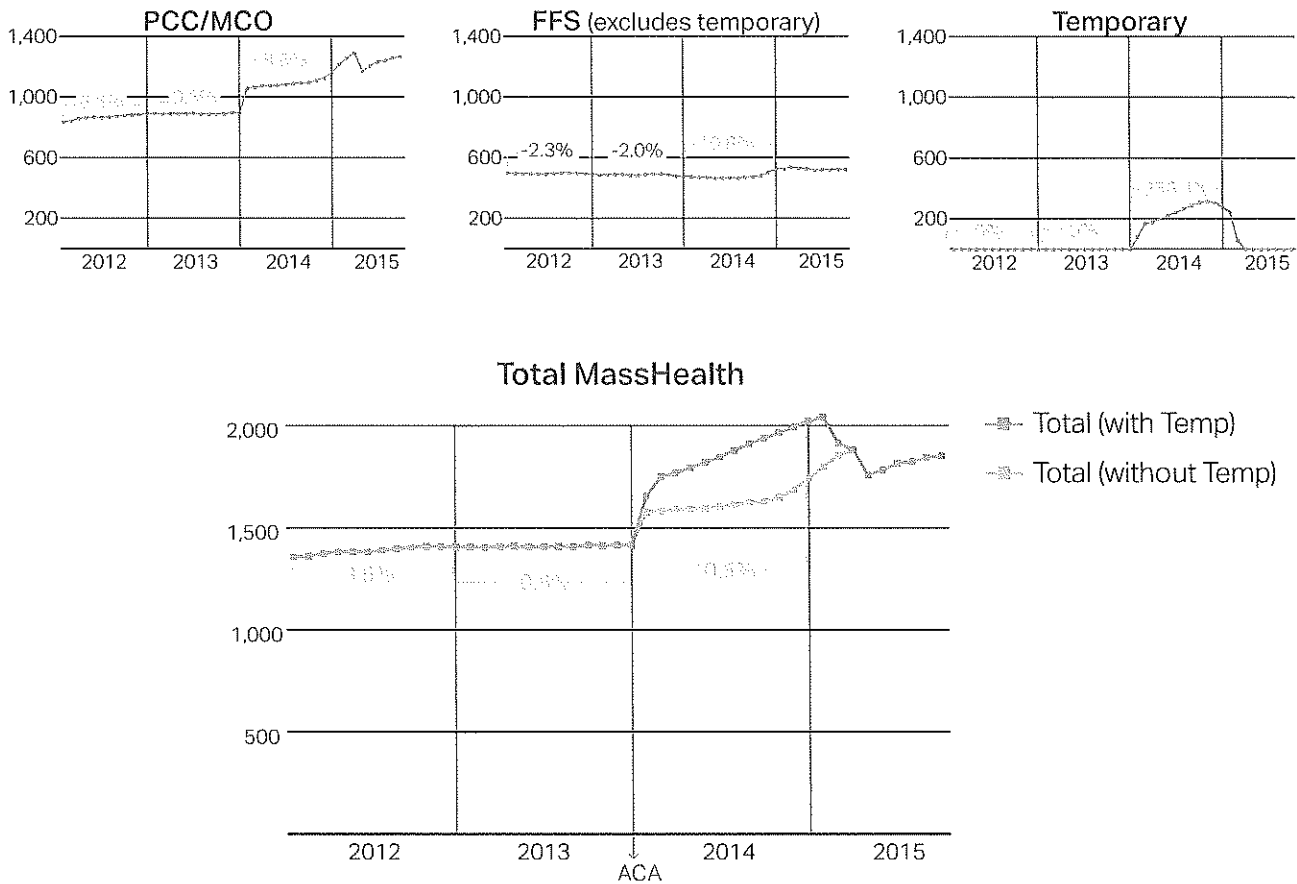 PCC/MCO
1,400
1,000
600
200
2012 2013 2014 2015
FFS (excludes temporary)
1,400
1,000
600
200
-2.3% -2.0%
2012 2013 2014 2015
Temporary
1,400
1,000
600
200
2012 2013 2014 2015
Total MassHealth
2,000
1,500
1,000
500
2012 2013 2014 2015
ACA
Total (with Temp)
Total (without Temp)